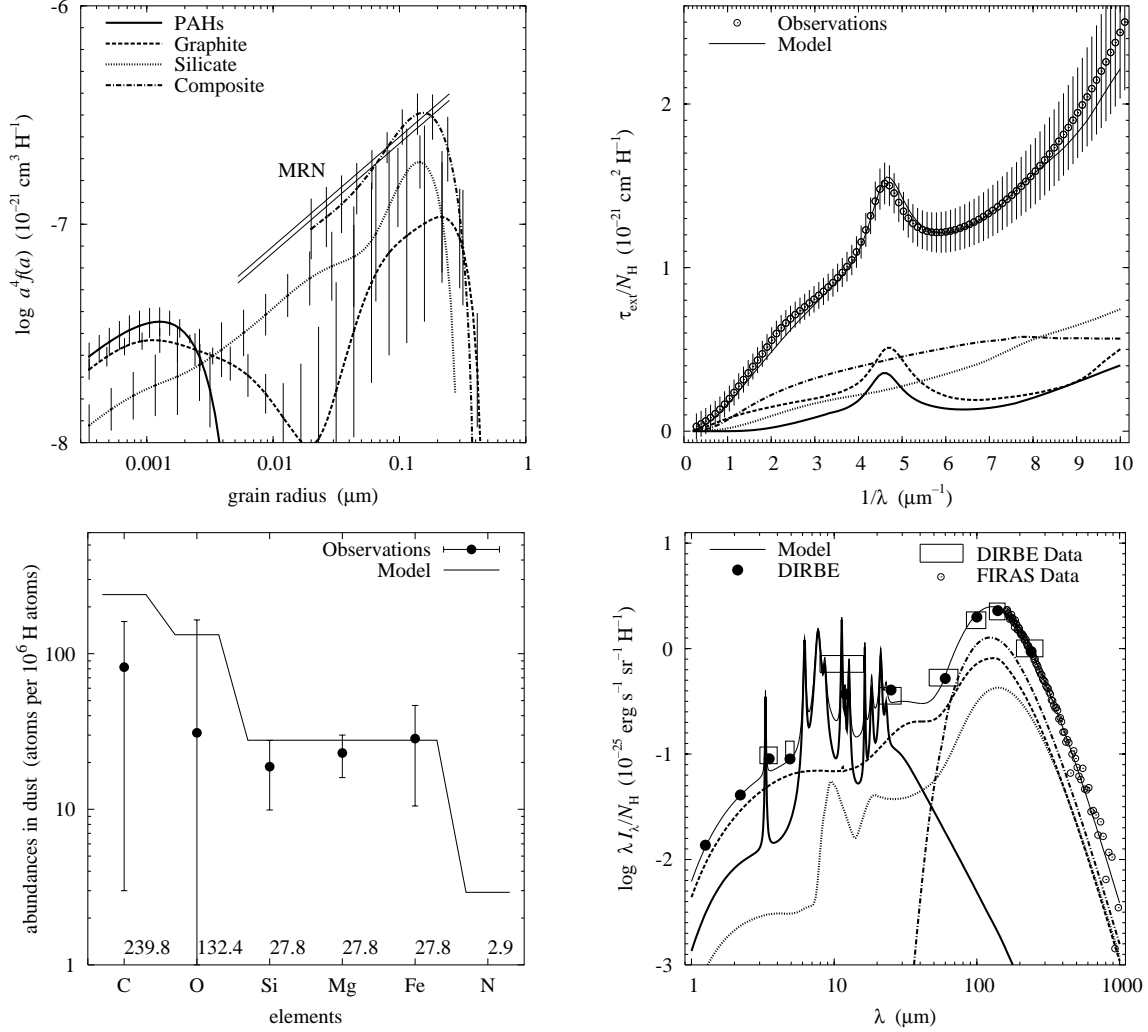 PAHs
Graphite
Silicate
Composite
MRN
-6
-7
-8
log a⁴f(a) (10⁻²¹ cm³ H⁻¹)
0.001 0.01 0.1 1
grain radius (μm)
Observations
Model
2
1
0
τext/NH (10⁻²¹ cm² H⁻¹)
0 1 2 3 4 5 6 7 8 9 10
1/λ (μm⁻¹)
Observations
Model
100
10
1
abundances in dust (atoms per 10⁶ H atoms)
239.8 132.4 27.8 27.8 27.8 2.9
C O Si Mg Fe N
elements
Model
DIRBE
DIRBE Data
FIRAS Data
1
0
-1
-2
-3
log λIλ/NH (10⁻²⁵ erg s⁻¹ sr⁻¹ H⁻¹)
1 10 100 1000
λ (μm)